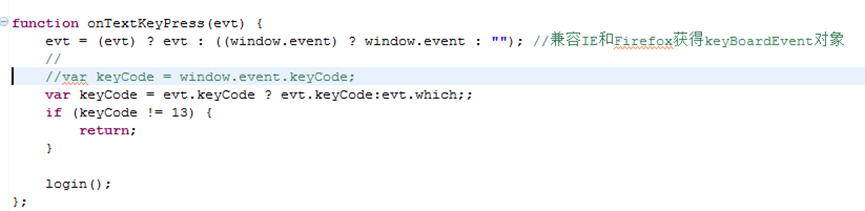 function onTextKeyPress(evt) {
    evt = (evt) ? evt : ((window.event) ? window.event : ""); //兼容IE和Firefox获得keyBoardEvent对象
    //
    //var keyCode = window.event.keyCode;
    var keyCode = evt.keyCode ? evt.keyCode:evt.which;;
    if (keyCode != 13) {
        return;
    }
    login();
};